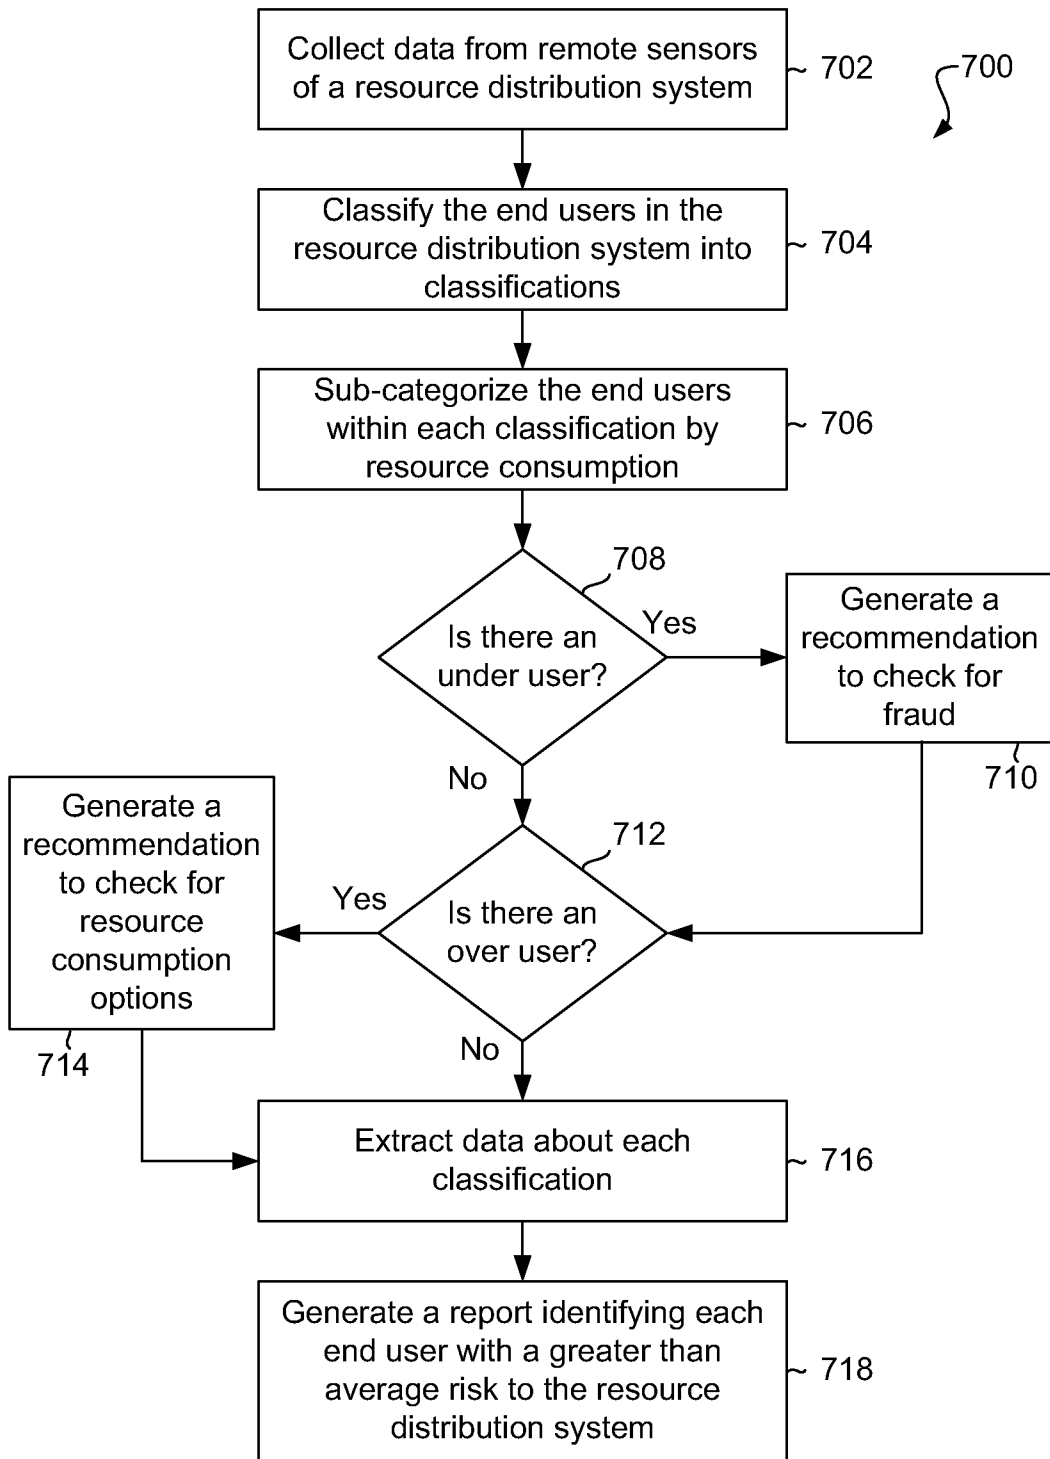 Collect data from remote sensors
of a resource distribution system
702
700
Classify the end users in the
resource distribution system into
classifications
704
Sub-categorize the end users
within each classification by
resource consumption
706
708
Is there an
under user?
Yes
Generate a
recommendation
to check for
fraud
710
No
712
Is there an
over user?
Yes
Generate a
recommendation
to check for
resource
consumption
options
714
No
Extract data about each
classification
716
Generate a report identifying each
end user with a greater than
average risk to the resource
distribution system
718